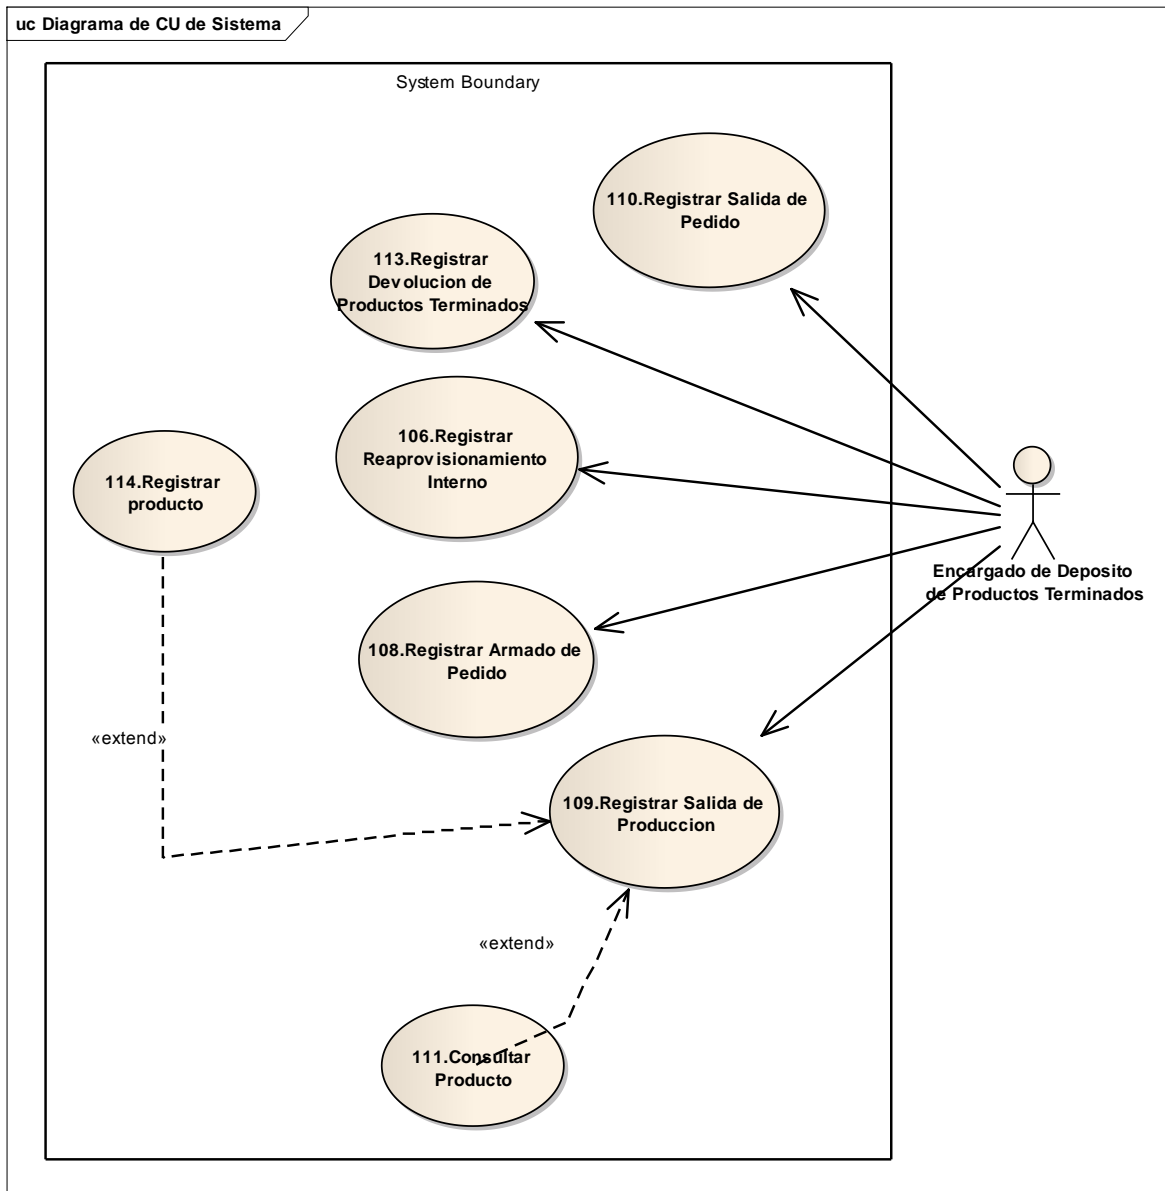 uc Diagrama de CU de Sistema
System Boundary
110.Registrar Salida de
Pedido
113.Registrar
Devolucion de
Productos Terminados
106.Registrar
Reaprovisionamiento
Interno
114.Registrar
producto
Encargado de Deposito
de Productos Terminados
108.Registrar Armado de
Pedido
«extend»
109.Registrar Salida de
Produccion
«extend»
111.Consultar
Producto